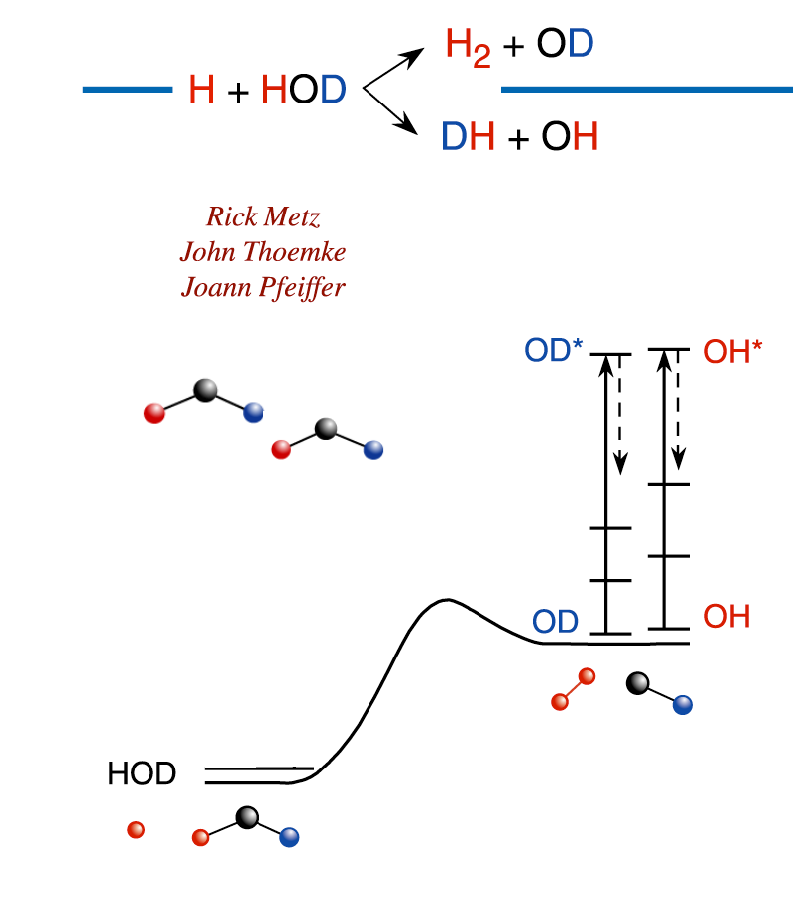 H₂ + OD
H + HOD
DH + OH
Rick Metz
John Thoemke
Joann Pfeiffer
OD*
OH*
OD
OH
HOD